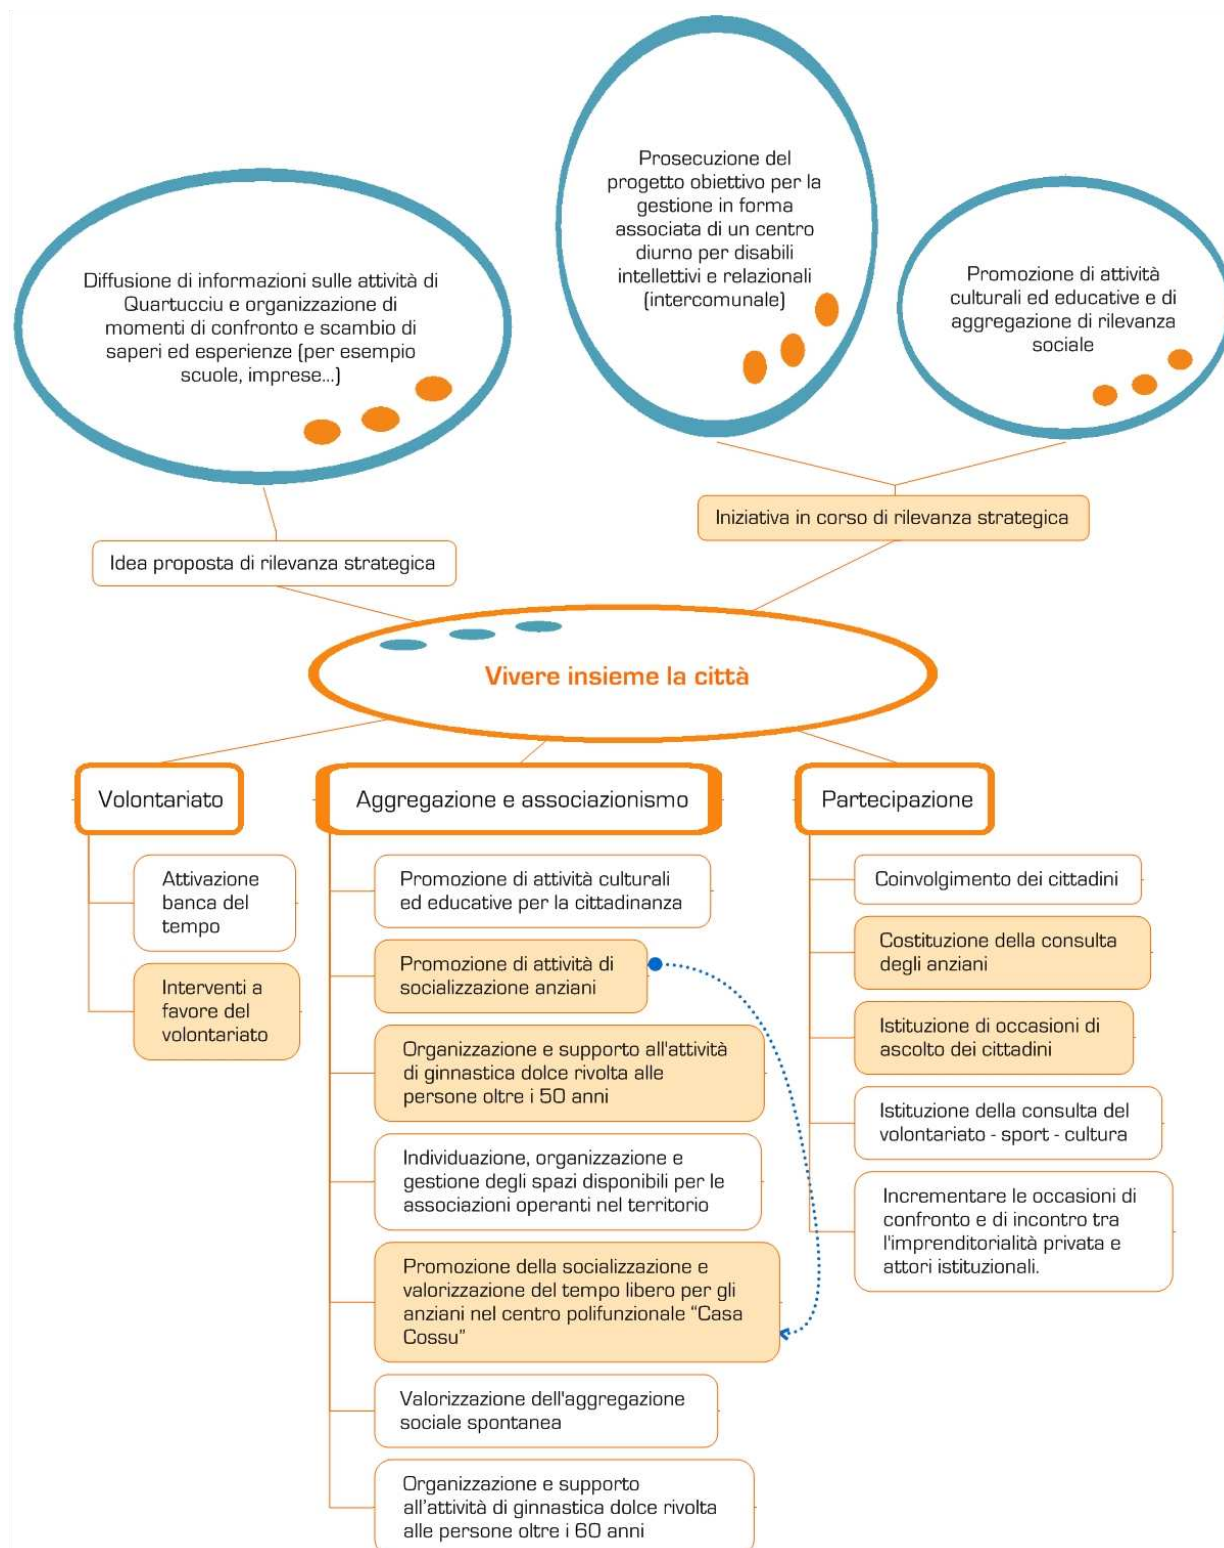 Diffusione di informazioni sulle attività di
Quartucciu e organizzazione di
momenti di confronto e scambio di
saperi ed esperienze (per esempio
scuole, imprese...)
Prosecuzione del
progetto obiettivo per la
gestione in forma
associata di un centro
diurno per disabili
intellettivi e relazionali
(intercomunale)
Promozione di attività
culturali ed educative e di
aggregazione di rilevanza
sociale
Idea proposta di rilevanza strategica
Iniziativa in corso di rilevanza strategica
Vivere insieme la città
Volontariato
Attivazione
banca del
tempo
Interventi a
favore del
volontariato
Aggregazione e associazionismo
Promozione di attività culturali
ed educative per la cittadinanza
Promozione di attività di
socializzazione anziani
Organizzazione e supporto all'attività
di ginnastica dolce rivolta alle
persone oltre i 50 anni
Individuazione, organizzazione e
gestione degli spazi disponibili per le
associazioni operanti nel territorio
Promozione della socializzazione e
valorizzazione del tempo libero per gli
anziani nel centro polifunzionale “Casa
Cossu”
Valorizzazione dell'aggregazione
sociale spontanea
Organizzazione e supporto
all'attività di ginnastica dolce rivolta
alle persone oltre i 60 anni
Partecipazione
Coinvolgimento dei cittadini
Costituzione della consulta
degli anziani
Istituzione di occasioni di
ascolto dei cittadini
Istituzione della consulta del
volontariato - sport - cultura
Incrementare le occasioni di
confronto e di incontro tra
l'imprenditorialità privata e
attori istituzionali.